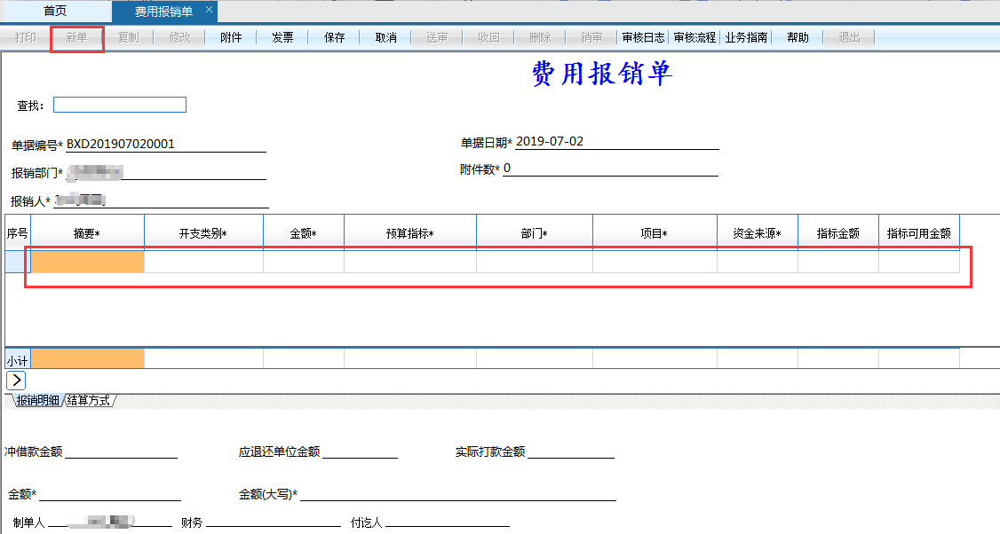 首页 费用报销单 ×
打印 新单 复制 修改 附件 发票 保存 取消 送审 收回 删除 销审 审核日志 审核流程 业务指南 帮助 退出
费用报销单
查找:
单据编号* BXD201907020001 单据日期* 2019-07-02
报销部门* 附件数* 0
报销人*
序号 摘要* 开支类别* 金额* 预算指标* 部门* 项目* 资金来源* 指标金额 指标可用金额
小计
报销明细 结算方式
冲借款金额 应退还单位金额 实际打款金额
金额* 金额(大写)*
制单人 财务 付讫人